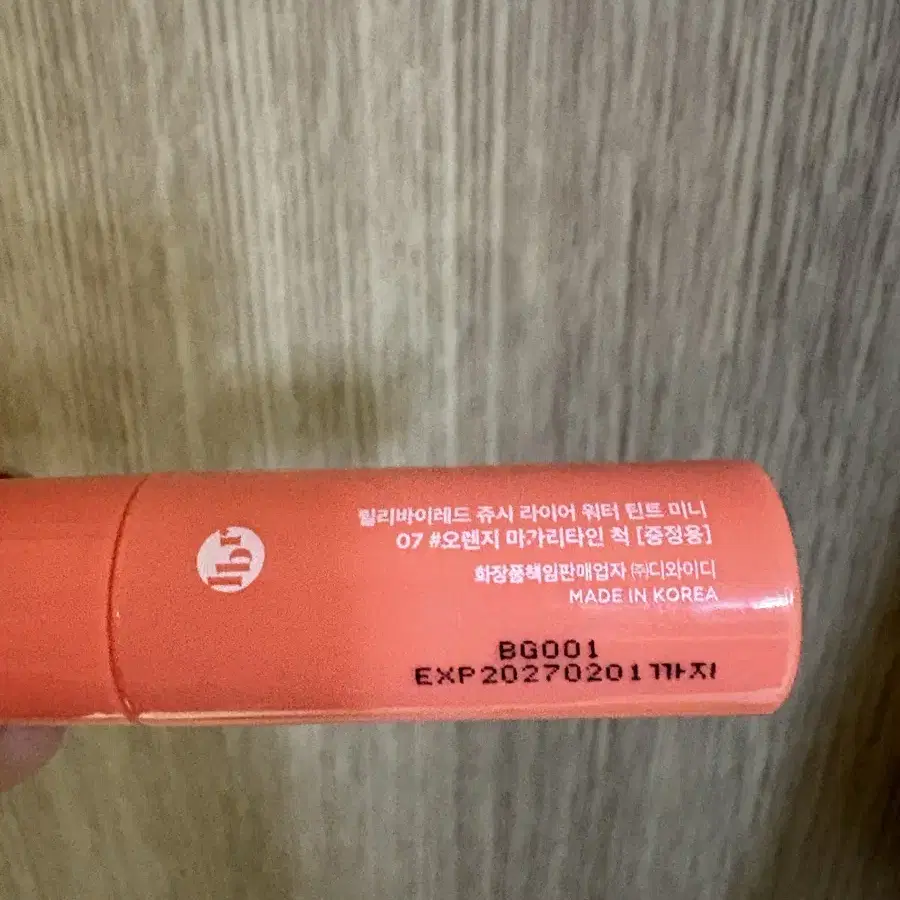 lbr
릴리바이레드 쥬시 라이어 워터 틴트 미니
07 #오렌지 마가리타인 척 [증정용]
화장품책임판매업자 ㈜디와이디
MADE IN KOREA
BG001
EXP20270201까지